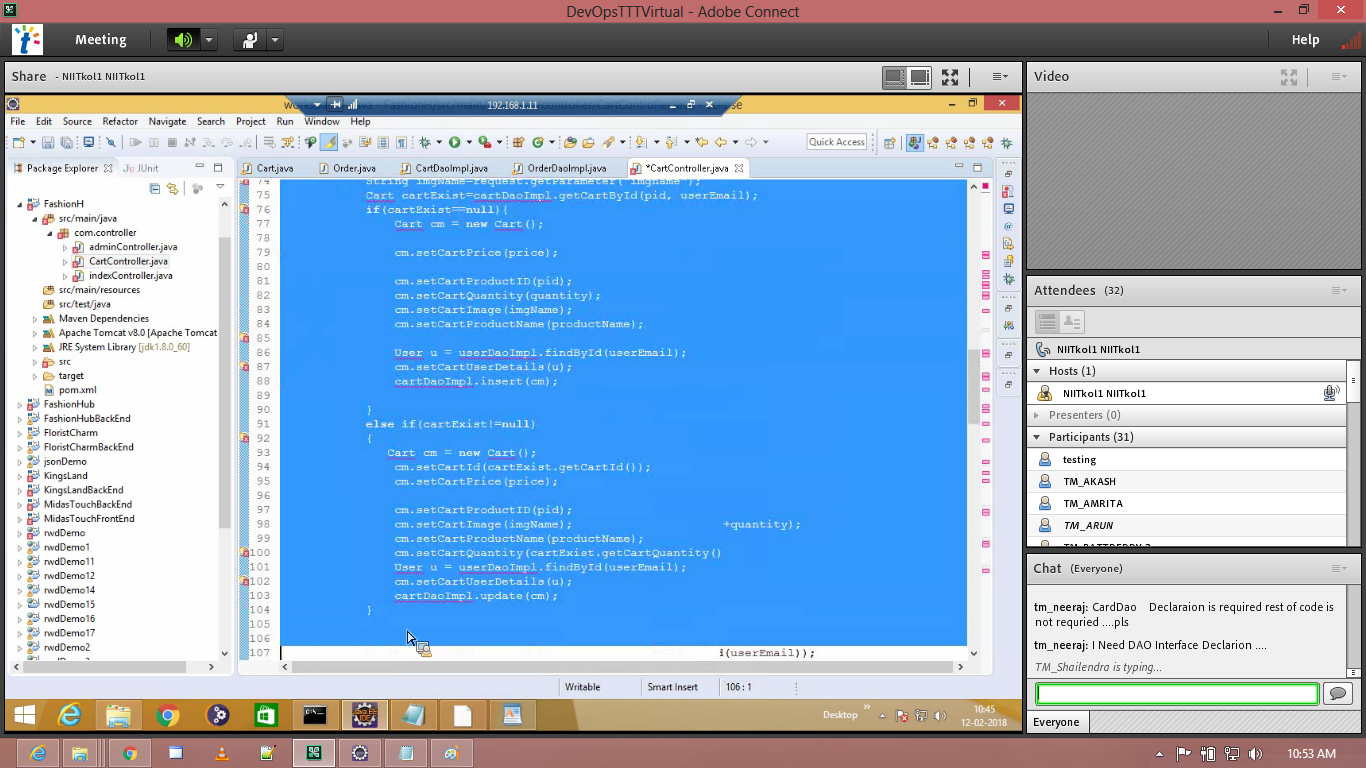 DevOpsTTTVirtual - Adobe Connect
Meeting
Help
Share - NIITkol1 NIITkol1
192.168.1.11
File Edit Source Refactor Navigate Search Project Run Window Help
Quick Access
Package Explorer
JUnit
FashionH
src/main/java
com.controller
adminController.java
CartController.java
indexController.java
src/main/resources
src/test/java
Maven Dependencies
Apache Tomcat v8.0 [Apache Tomcat
JRE System Library [jdk1.8.0_60]
src
target
pom.xml
FashionHub
FashionHubBackEnd
FloristCharm
FloristCharmBackEnd
jsonDemo
KingsLand
KingsLandBackEnd
MidasTouchBackEnd
MidasTouchFrontEnd
rwdDemo
rwdDemo1
rwdDemo11
rwdDemo12
rwdDemo14
rwdDemo15
rwdDemo16
rwdDemo17
rwdDemo2
Cart.java
Order.java
CartDaoImpl.java
OrderDaoImpl.java
*CartController.java
74 String imgName=request.getParameter("imgname");
75 Cart cartExist=cartDaoImpl.getCartById(pid, userEmail);
76 if(cartExist==null){
77 Cart cm = new Cart();
78
79 cm.setCartPrice(price);
80
81 cm.setCartProductID(pid);
82 cm.setCartQuantity(quantity);
83 cm.setCartImage(imgName);
84 cm.setCartProductName(productName);
85
86 User u = userDaoImpl.findById(userEmail);
87 cm.setCartUserDetails(u);
88 cartDaoImpl.insert(cm);
89
90 }
91 else if(cartExist!=null)
92 {
93 Cart cm = new Cart();
94 cm.setCartId(cartExist.getCartId());
95 cm.setCartPrice(price);
96
97 cm.setCartProductID(pid);
98 cm.setCartImage(imgName); +quantity);
99 cm.setCartProductName(productName);
100 cm.setCartQuantity(cartExist.getCartQuantity()
101 User u = userDaoImpl.findById(userEmail);
102 cm.setCartUserDetails(u);
103 cartDaoImpl.update(cm);
104 }
105
106
107 i(userEmail));
Writable
Smart Insert
106 : 1
Desktop
10:45
12-02-2018
Video
Attendees (32)
NIITkol1 NIITkol1
Hosts (1)
NIITkol1 NIITkol1
Presenters (0)
Participants (31)
testing
TM_AKASH
TM_AMRITA
TM_ARUN
Chat (Everyone)
tm_neeraj: CardDao Declaraion is required rest of code is
not requried ....pls
tm_neeraj: I Need DAO Interface Declarion ....
TM_Shailendra is typing...
Everyone
10:53 AM